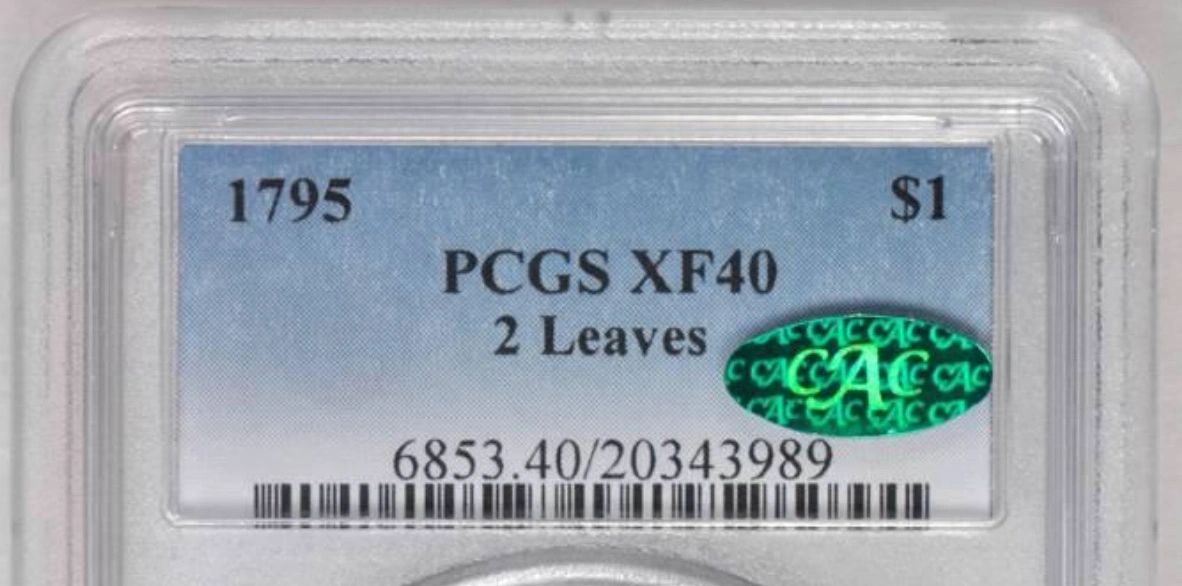 1795 $1
PCGS XF40
2 Leaves
CAC
6853.40/20343989